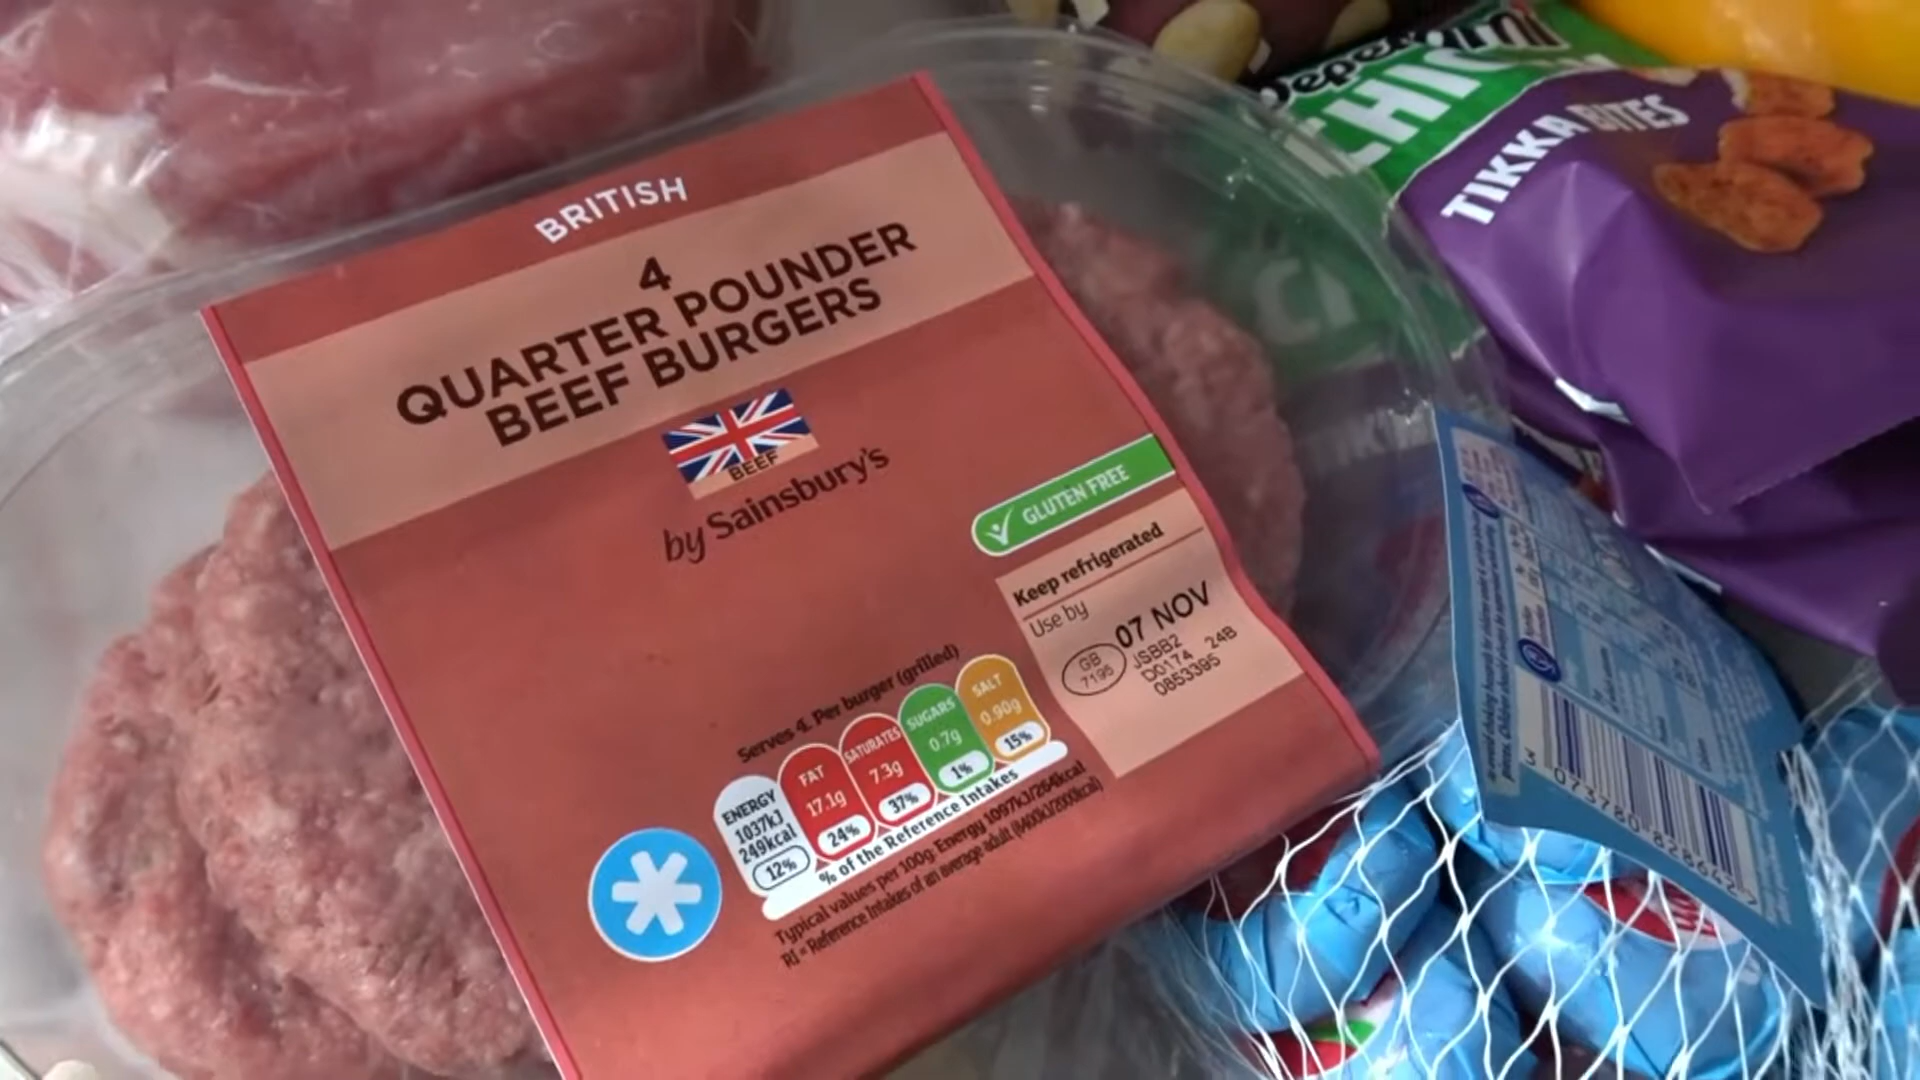 BRITISH
4
QUARTER POUNDER
BEEF BURGERS
BEEF
by Sainsbury's
GLUTEN FREE
Keep refrigerated
Use by
07 NOV
GB
7195
JSBB2
D0174 24B
0853395
Serves 4. Per burger (grilled)
ENERGY
1037kJ
249kcal
12%
FAT
17.1g
24%
SATURATES
7.3g
37%
SUGARS
0.7g
1%
SALT
0.90g
15%
% of the Reference Intakes
Typical values per 100g: Energy 1097kJ/264kcal
RI = Reference Intakes of an average adult (8400kJ/2000kcal)
TIKKA BITES
3 073780 828642